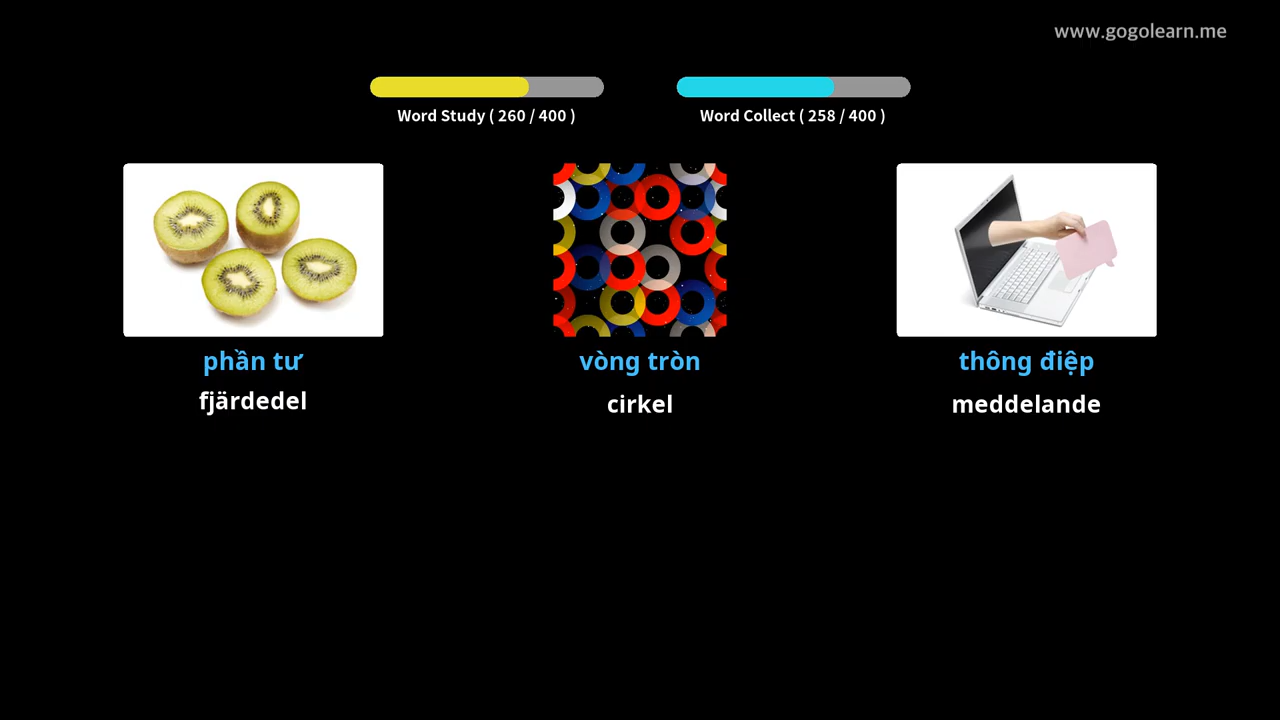 www.gogolearn.me
Word Study ( 260 / 400 )
Word Collect ( 258 / 400 )
phần tư
fjärdedel
vòng tròn
cirkel
thông điệp
meddelande